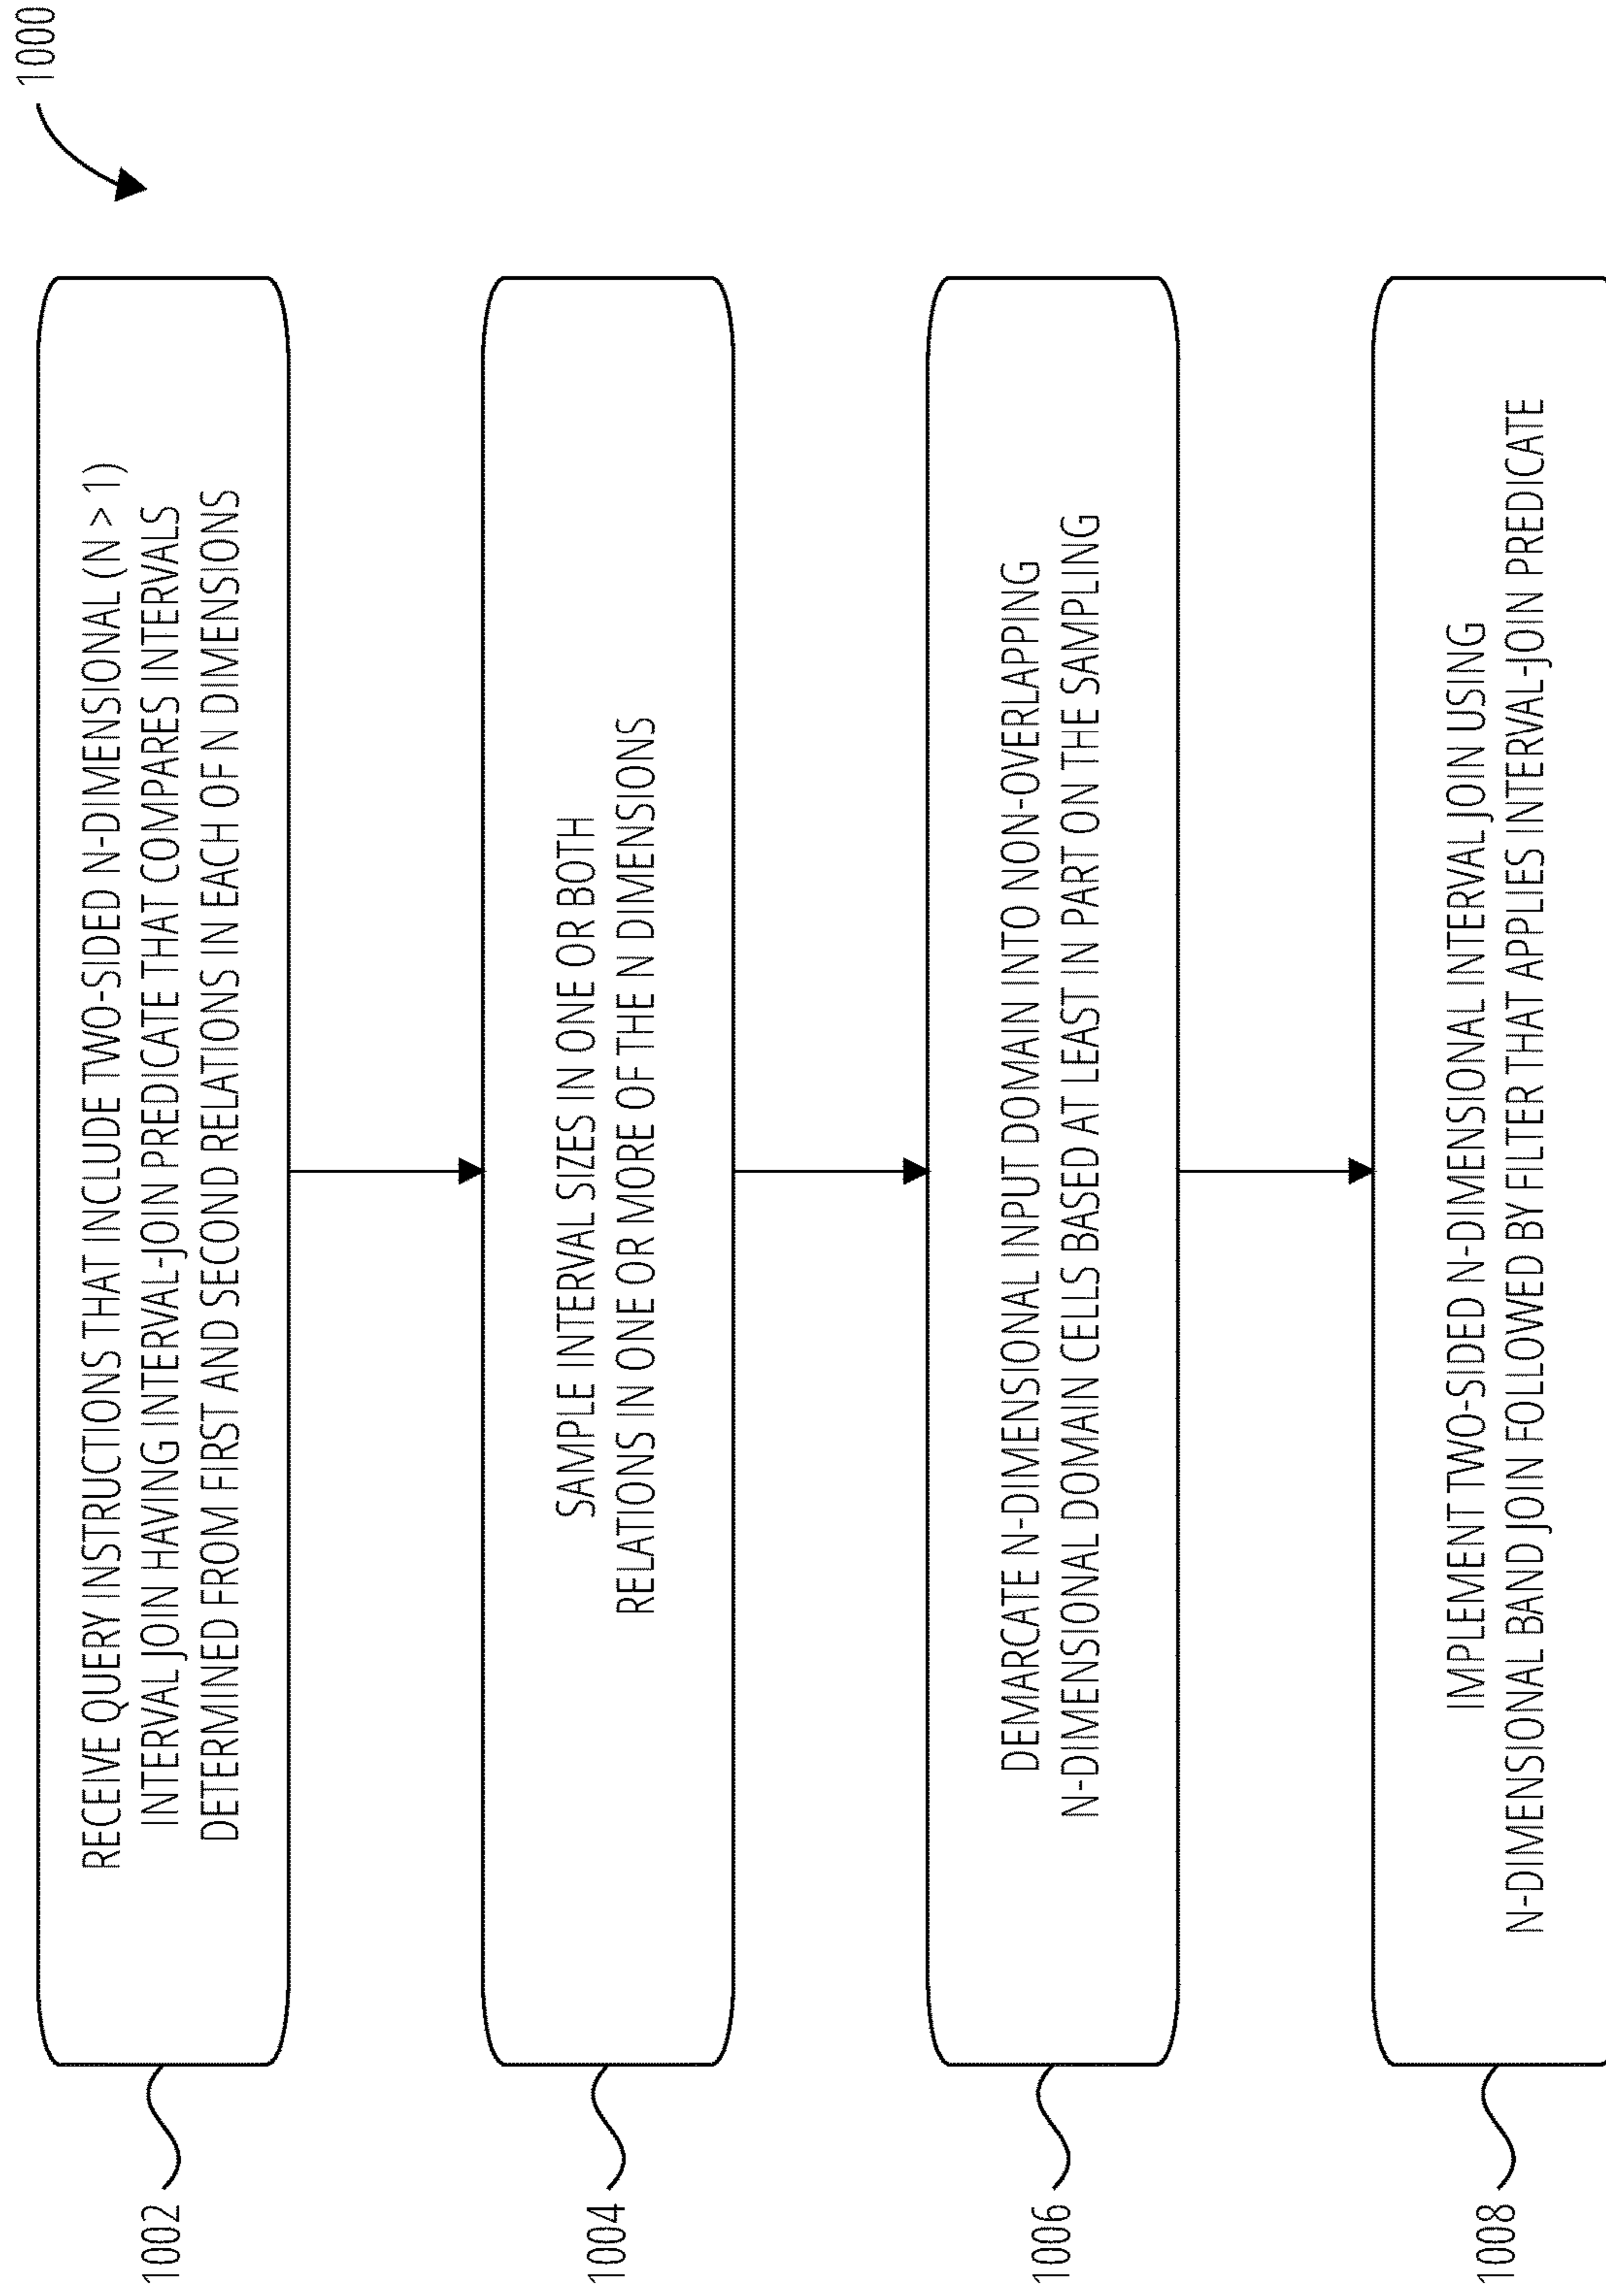 1000
1002
RECEIVE QUERY INSTRUCTIONS THAT INCLUDE TWO-SIDED N-DIMENSIONAL (N > 1)
INTERVAL JOIN HAVING INTERVAL-JOIN PREDICATE THAT COMPARES INTERVALS
DETERMINED FROM FIRST AND SECOND RELATIONS IN EACH OF N DIMENSIONS
1004
SAMPLE INTERVAL SIZES IN ONE OR BOTH
RELATIONS IN ONE OR MORE OF THE N DIMENSIONS
1006
DEMARCATE N-DIMENSIONAL INPUT DOMAIN INTO NON-OVERLAPPING
N-DIMENSIONAL DOMAIN CELLS BASED AT LEAST IN PART ON THE SAMPLING
1008
IMPLEMENT TWO-SIDED N-DIMENSIONAL INTERVAL JOIN USING
N-DIMENSIONAL BAND JOIN FOLLOWED BY FILTER THAT APPLIES INTERVAL-JOIN PREDICATE